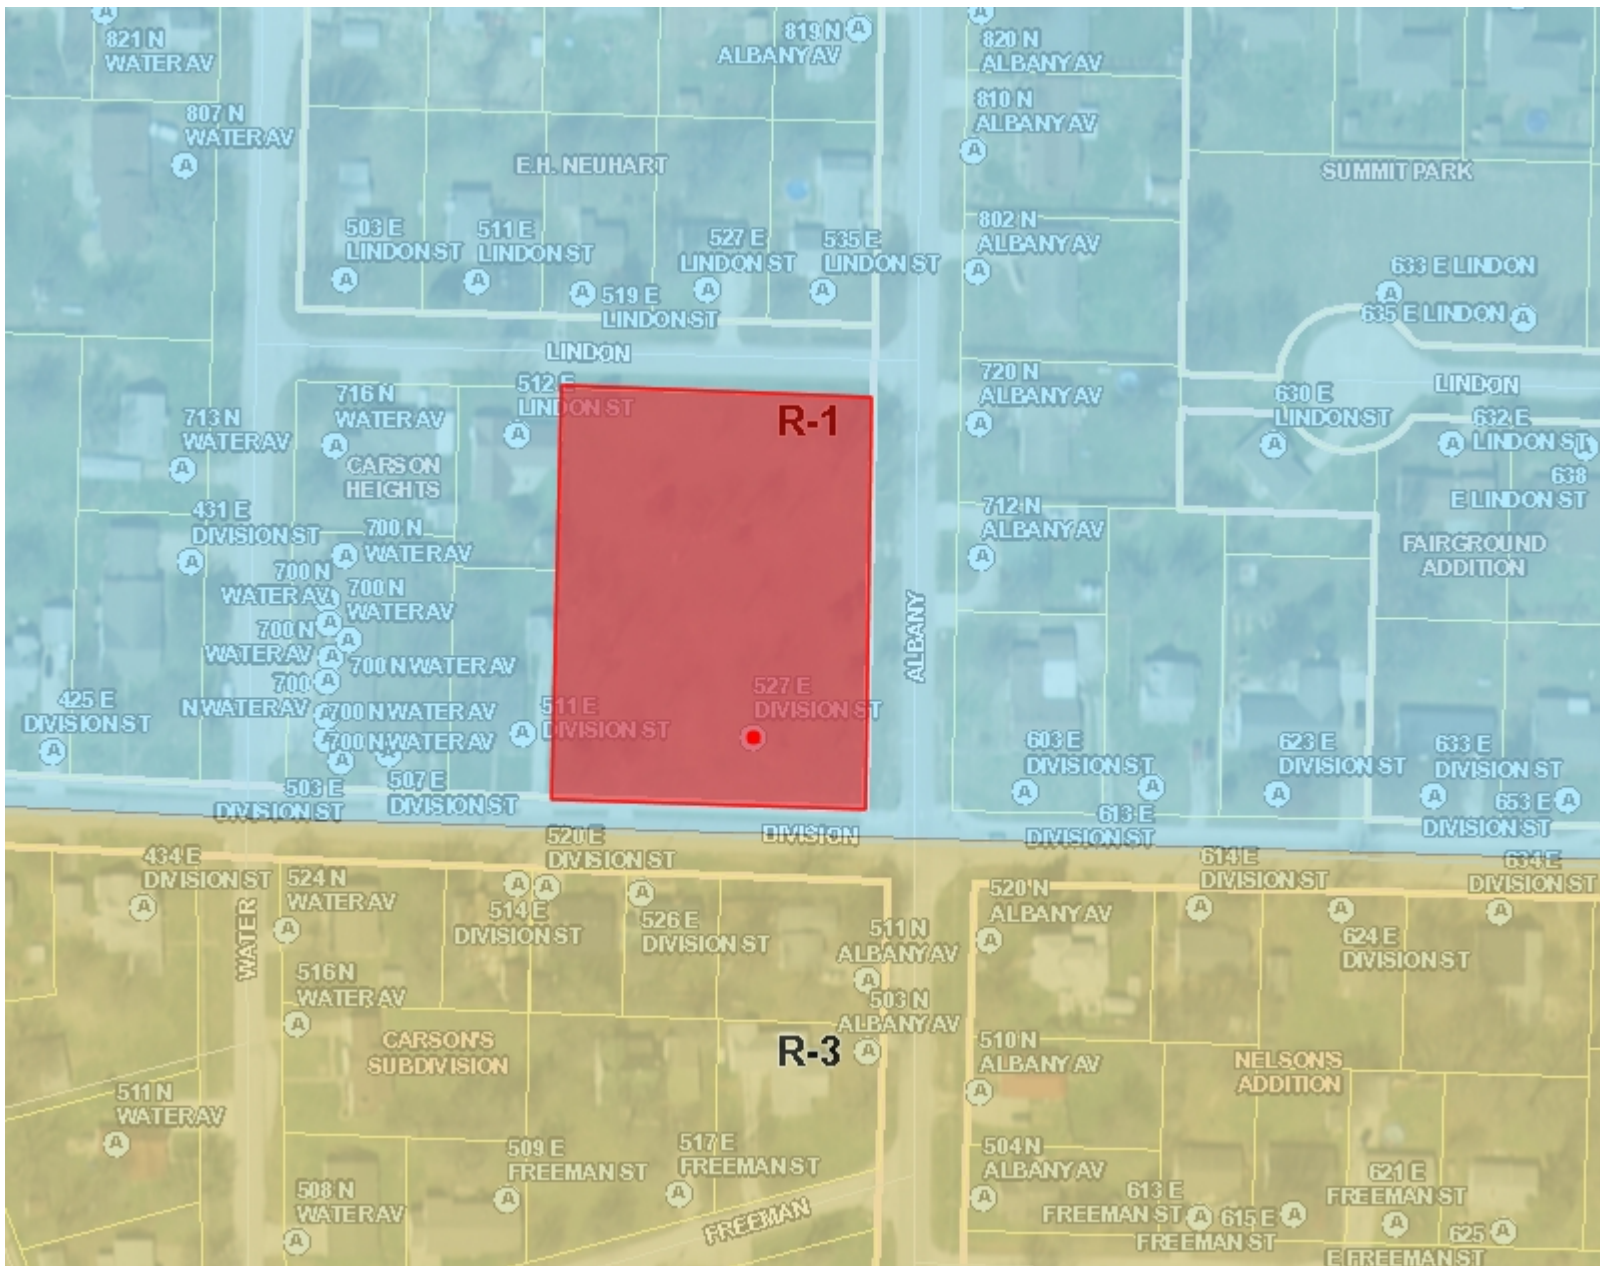 821 N
WATER AV
819 N
ALBANY AV
820 N
ALBANY AV
807 N
WATER AV
810 N
ALBANY AV
E.H. NEUHART
SUMMIT PARK
503 E
LINDON ST
511 E
LINDON ST
527 E
LINDON ST
535 E
LINDON ST
802 N
ALBANY AV
519 E
LINDON ST
633 E LINDON
635 E LINDON
LINDON
LINDON
716 N
WATER AV
512 E
LINDON ST
R-1
720 N
ALBANY AV
630 E
LINDON ST
632 E
LINDON ST
713 N
WATER AV
CARSON
HEIGHTS
638
E LINDON ST
431 E
DIVISION ST
700 N
WATER AV
712 N
ALBANY AV
FAIRGROUND
ADDITION
700 N
WATER AV
700 N
WATER AV
700 N
WATER AV
700 N WATER AV
ALBANY
700
N WATER AV
700 N WATER AV
700 N WATER AV
425 E
DIVISION ST
511 E
DIVISION ST
527 E
DIVISION ST
603 E
DIVISION ST
623 E
DIVISION ST
633 E
DIVISION ST
503 E
DIVISION ST
507 E
DIVISION ST
613 E
DIVISION ST
653 E
DIVISION ST
DIVISION
434 E
DIVISION ST
520 E
DIVISION ST
614 E
DIVISION ST
634 E
DIVISION ST
524 N
WATER AV
514 E
DIVISION ST
526 E
DIVISION ST
520 N
ALBANY AV
511 N
ALBANY AV
624 E
DIVISION ST
WATER
516 N
WATER AV
503 N
ALBANY AV
CARSON'S
SUBDIVISION
R-3
510 N
ALBANY AV
NELSON'S
ADDITION
511 N
WATER AV
509 E
FREEMAN ST
517 E
FREEMAN ST
504 N
ALBANY AV
508 N
WATER AV
613 E
FREEMAN ST
621 E
FREEMAN ST
FREEMAN
615 E
FREEMAN ST
625
E FREEMAN ST